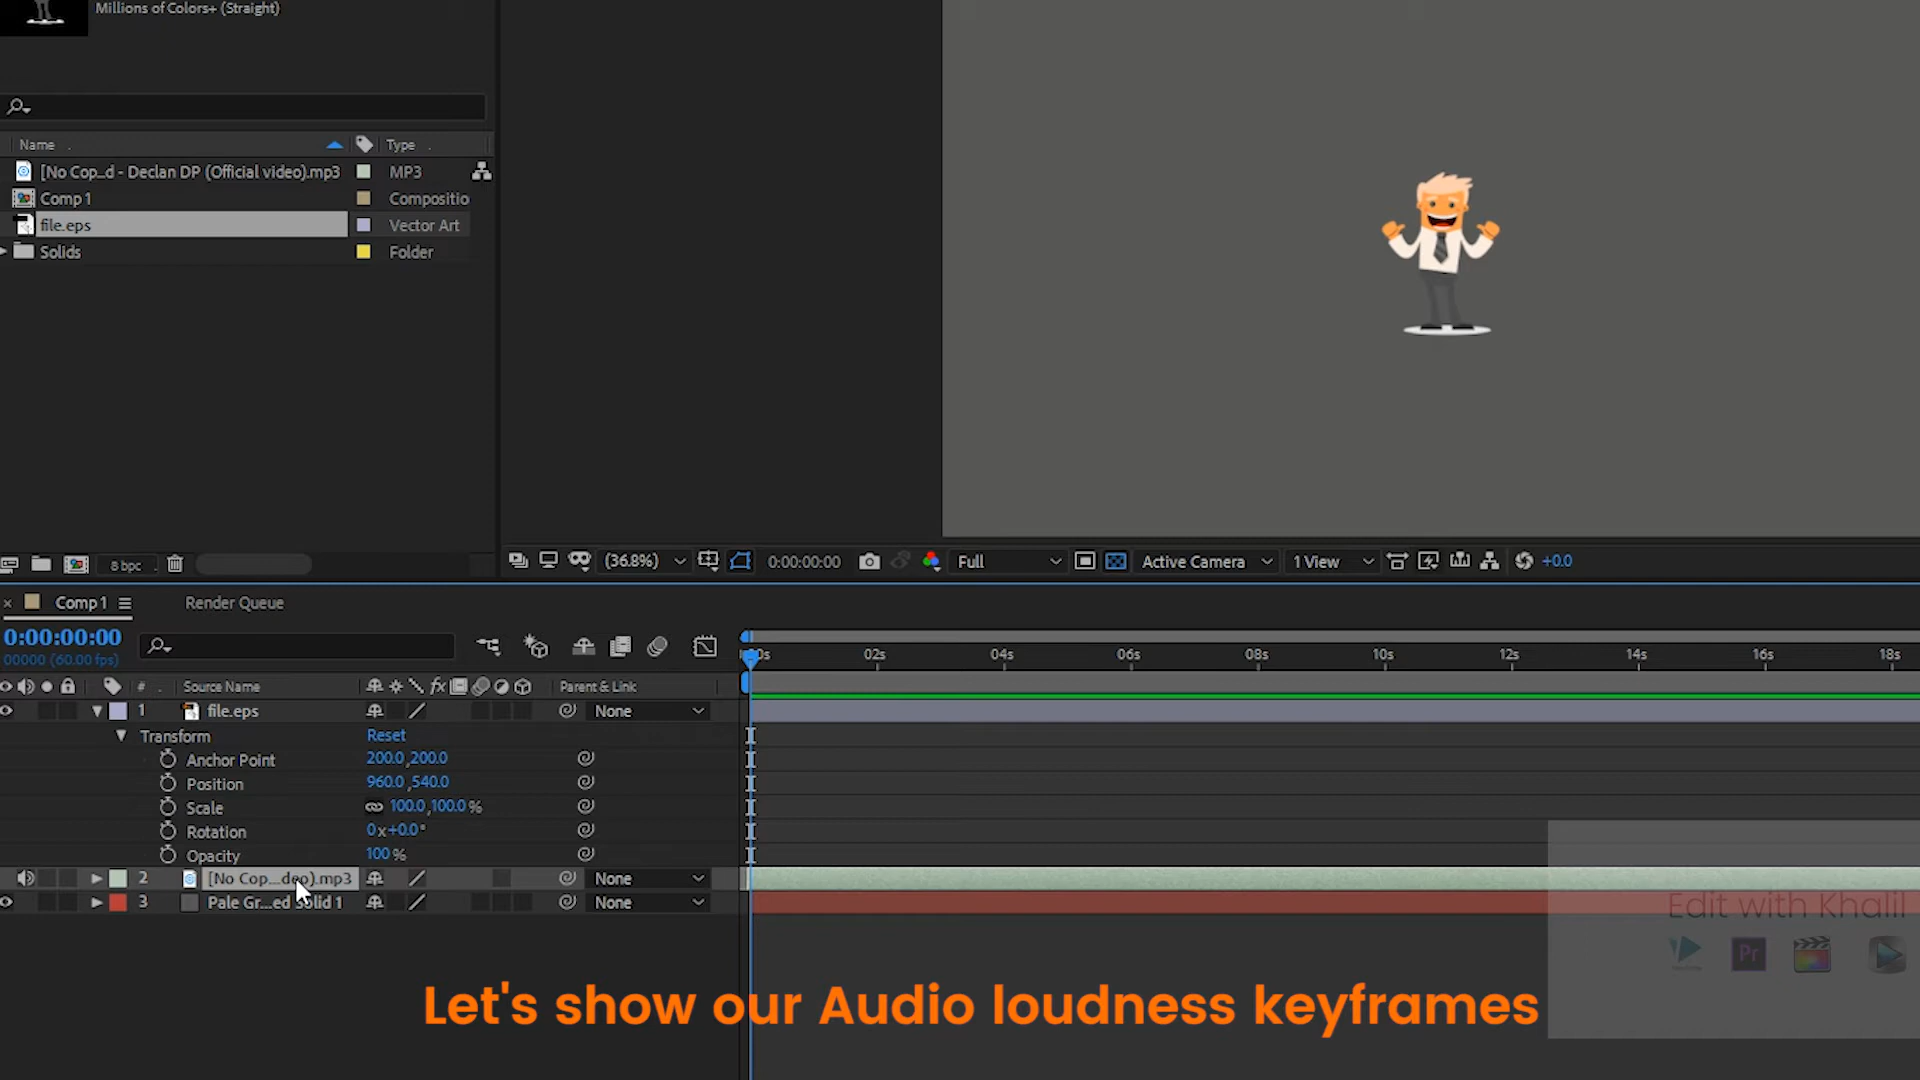 Millions of Colors+ (Straight)
Name
Type
[No Cop...d - Declan DP (Official video).mp3
MP3
Comp 1
Compositio
file.eps
Vector Art
Solids
Folder
8 bpc
(36.8%)
0:00:00:00
Full
Active Camera
1 View
+0.0
Comp 1
Render Queue
0:00:00:00
00000 (60.00 fps)
02s
04s
06s
08s
10s
12s
14s
16s
18s
#
Source Name
fx
Parent & Link
1
file.eps
None
Transform
Reset
Anchor Point
200.0,200.0
Position
960.0,540.0
Scale
100.0,100.0%
Rotation
0x+0.0°
Opacity
100%
2
[No Cop....deo).mp3
None
3
Pale Gr...ed Solid 1
None
Edit with Khalil
Pr
Let's show our Audio loudness keyframes